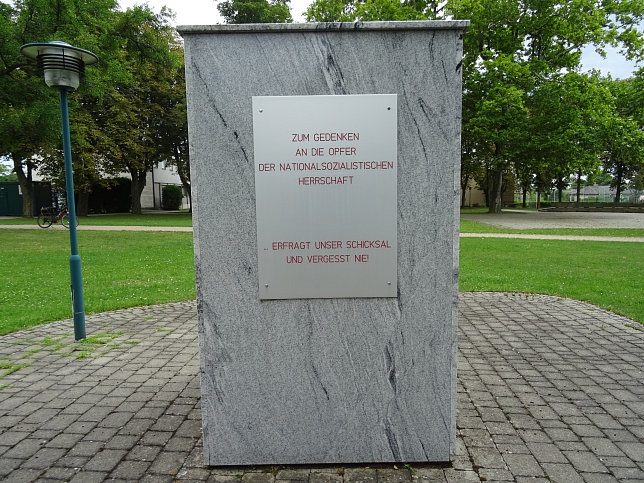 ZUM GEDENKEN
AN DIE OPFER
DER NATIONALSOZIALISTISCHEN
HERRSCHAFT
... ERFRAGT UNSER SCHICKSAL
UND VERGESST NIE!